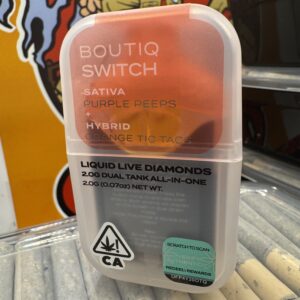 BOUTIQ
SWITCH
SATIVA
PURPLE PEEPS
+
HYBRID
ORANGE TIC TACS
LIQUID LIVE DIAMONDS
2.0G DUAL TANK ALL-IN-ONE
2.0G (0.07oz) NET WT.
CA
SCRATCH TO SCAN